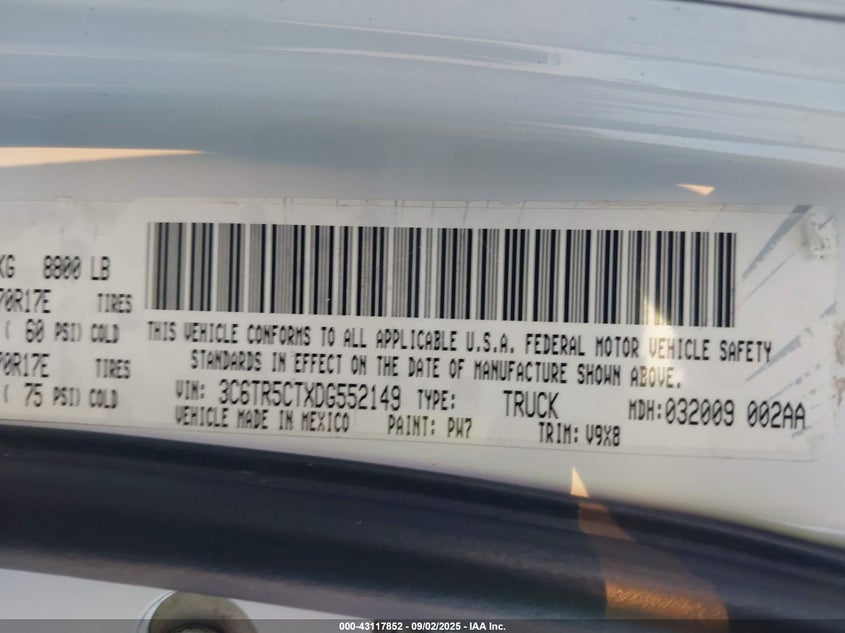 KG 8800 LB
70R17E TIRES
( 60 PSI) COLD
70R17E TIRES
( 75 PSI) COLD
THIS VEHICLE CONFORMS TO ALL APPLICABLE U.S.A. FEDERAL MOTOR VEHICLE SAFETY
STANDARDS IN EFFECT ON THE DATE OF MANUFACTURE SHOWN ABOVE.
VIN: 3C6TR5CTXDG552149 TYPE: TRUCK MDH: 032009 002AA
VEHICLE MADE IN MEXICO PAINT: PW7 TRIM: V9X8
000-43117852 - 09/02/2025 - IAA Inc.